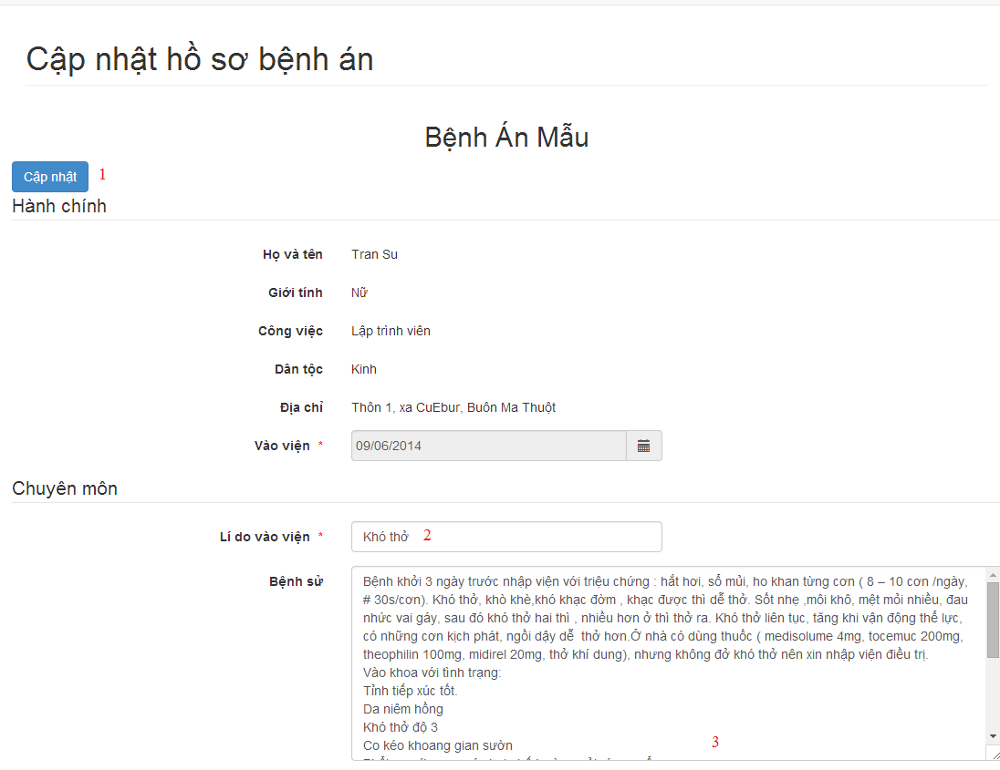 Cập nhật hồ sơ bệnh án
Bệnh Án Mẫu
Cập nhật 1
Hành chính
Họ và tên Tran Su
Giới tính Nữ
Công việc Lập trình viên
Dân tộc Kinh
Địa chỉ Thôn 1, xa CuEbur, Buôn Ma Thuột
Vào viện * 09/06/2014
Chuyên môn
Lí do vào viện * Khó thở 2
Bệnh sử Bệnh khởi 3 ngày trước nhập viện với triệu chứng : hắt hơi, sổ mủi, ho khan từng cơn ( 8 – 10 cơn /ngày,
# 30s/cơn). Khó thở, khò khè,khó khạc đờm , khạc được thì dễ thở. Sốt nhẹ ,môi khô, mệt mỏi nhiều, đau
nhức vai gáy, sau đó khó thở hai thì , nhiều hơn ở thì thở ra. Khó thở liên tục, tăng khi vận động thể lực,
có những cơn kịch phát, ngồi dậy dễ thở hơn.Ở nhà có dùng thuốc ( medisolume 4mg, tocemuc 200mg,
theophilin 100mg, midirel 20mg, thở khí dung), nhưng không đở khó thở nên xin nhập viện điều trị.
Vào khoa với tình trạng:
Tỉnh tiếp xúc tốt.
Da niêm hồng
Khó thở độ 3
Co kéo khoang gian sườn
3